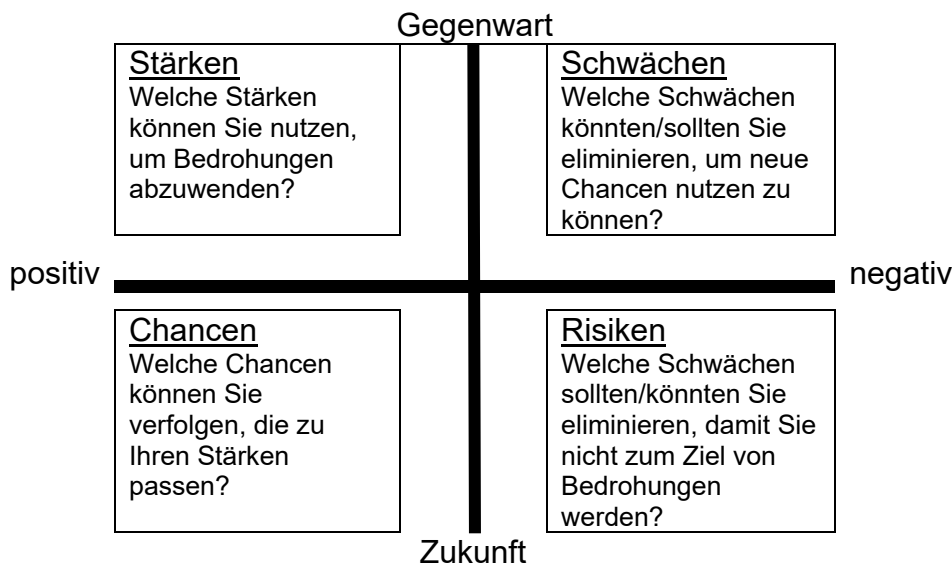 Gegenwart
Stärken
Welche Stärken
können Sie nutzen,
um Bedrohungen
abzuwenden?
Schwächen
Welche Schwächen
könnten/sollten Sie
eliminieren, um neue
Chancen nutzen zu
können?
positiv
negativ
Chancen
Welche Chancen
können Sie
verfolgen, die zu
Ihren Stärken
passen?
Risiken
Welche Schwächen
sollten/könnten Sie
eliminieren, damit Sie
nicht zum Ziel von
Bedrohungen
werden?
Zukunft